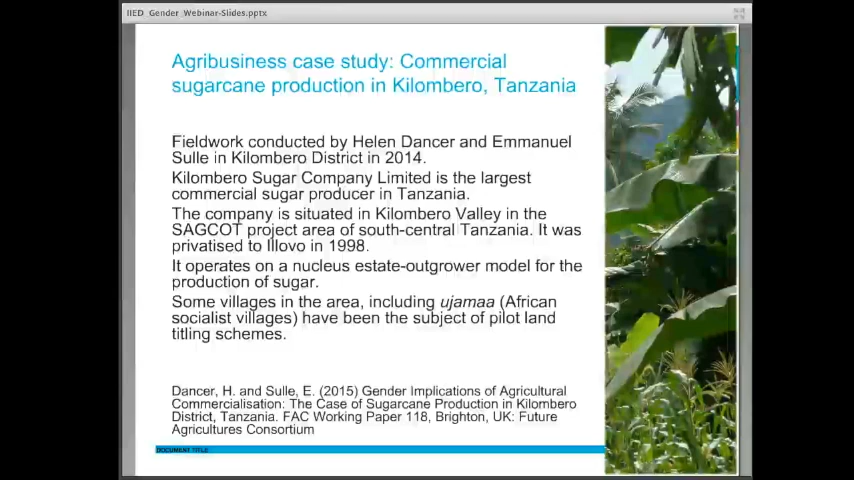 IIED_Gender_Webinar-Slides.pptx
Agribusiness case study: Commercial
sugarcane production in Kilombero, Tanzania
Fieldwork conducted by Helen Dancer and Emmanuel
Sulle in Kilombero District in 2014.
Kilombero Sugar Company Limited is the largest
commercial sugar producer in Tanzania.
The company is situated in Kilombero Valley in the
SAGCOT project area of south-central Tanzania. It was
privatised to Illovo in 1998.
It operates on a nucleus estate-outgrower model for the
production of sugar.
Some villages in the area, including ujamaa (African
socialist villages) have been the subject of pilot land
titling schemes.
Dancer, H. and Sulle, E. (2015) Gender Implications of Agricultural
Commercialisation: The Case of Sugarcane Production in Kilombero
District, Tanzania. FAC Working Paper 118, Brighton, UK: Future
Agricultures Consortium
DOCUMENT TITLE